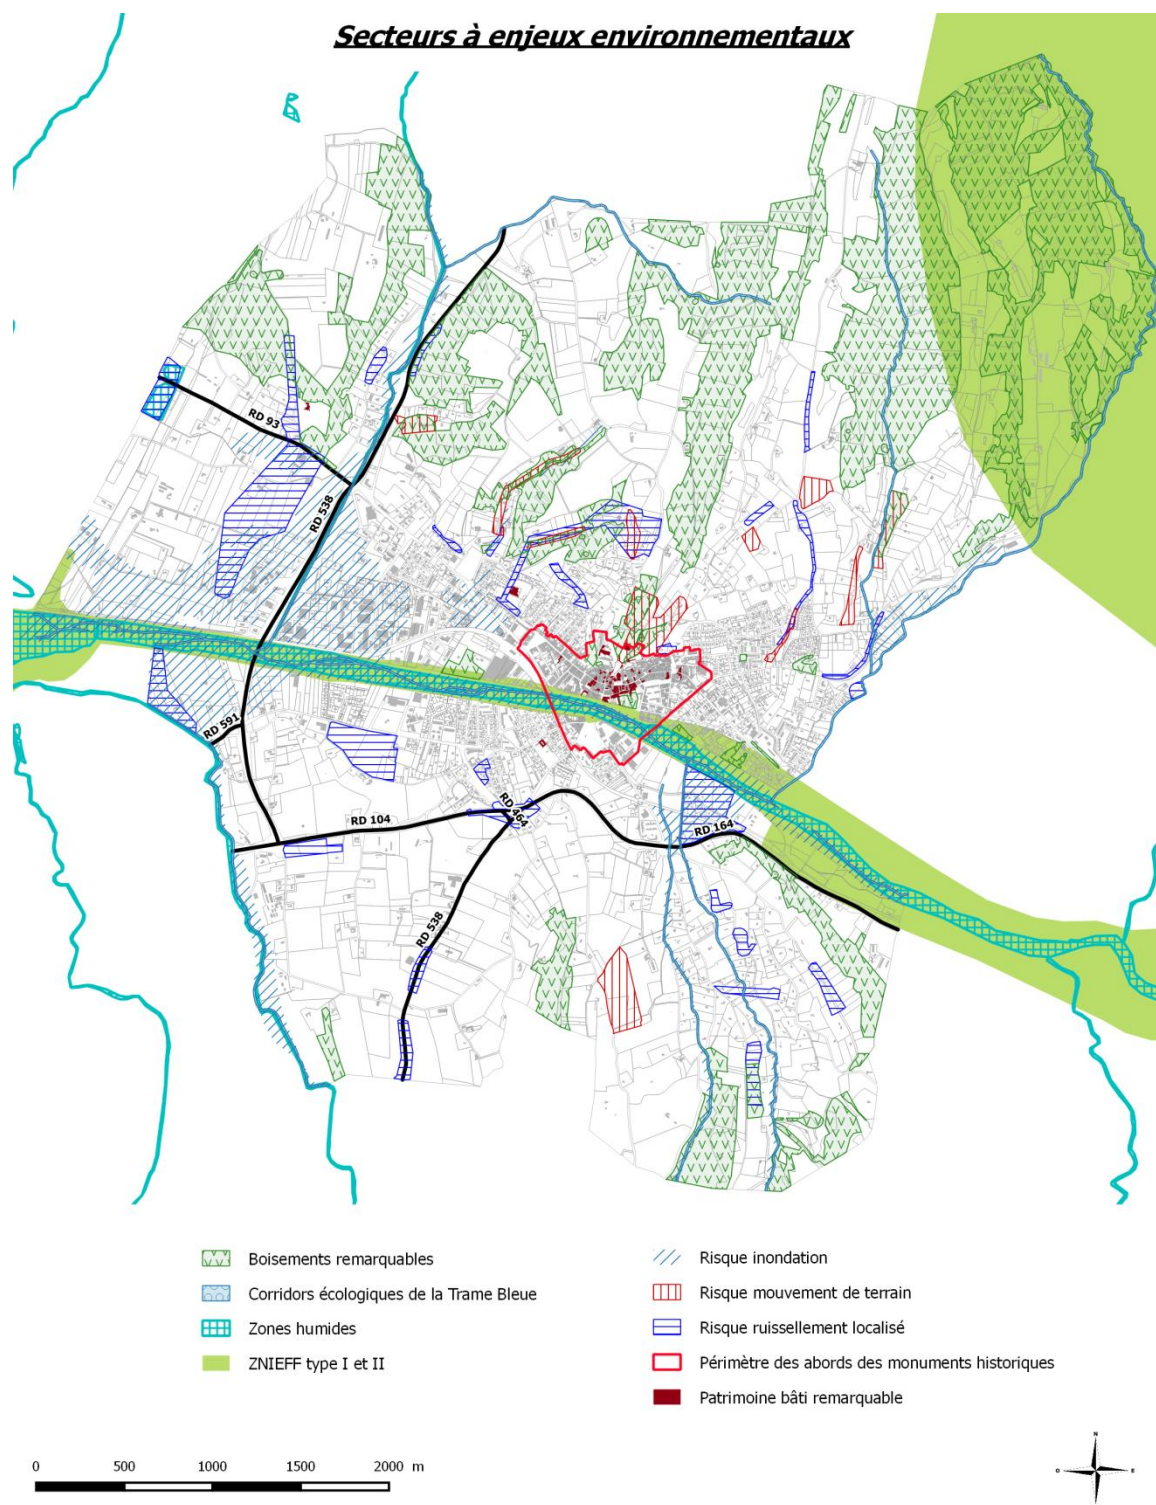 Secteurs à enjeux environnementaux
RD 93
RD 538
RD 591
RD 104
RD 464
RD 164
RD 538
Boisements remarquables
Corridors écologiques de la Trame Bleue
Zones humides
ZNIEFF type I et II
Risque inondation
Risque mouvement de terrain
Risque ruissellement localisé
Périmètre des abords des monuments historiques
Patrimoine bâti remarquable
0 500 1000 1500 2000 m
N
O E
S